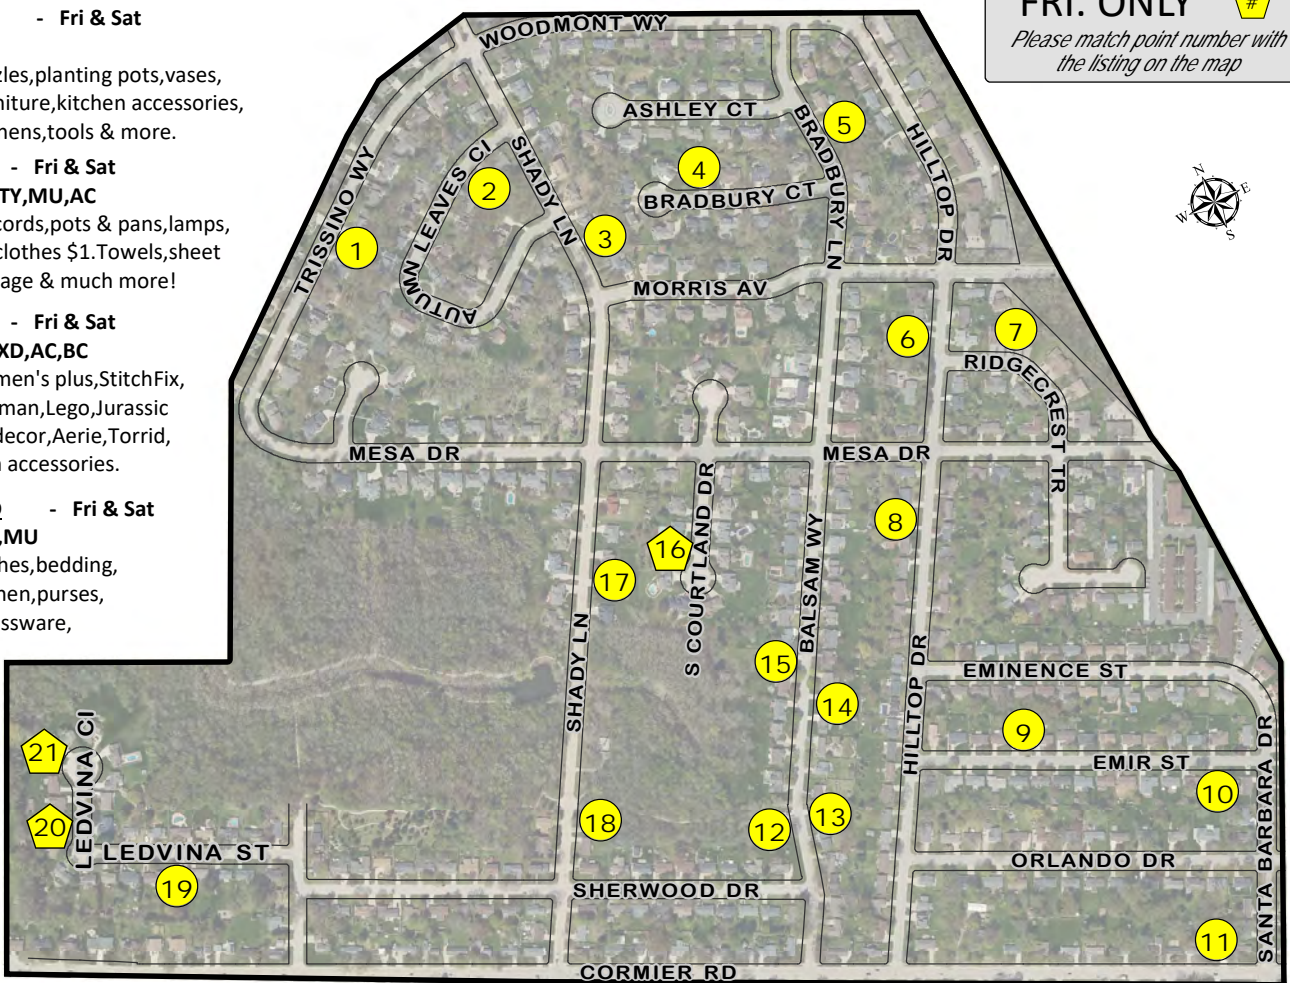 - Fri & Sat
zles,planting pots,vases,
niture,kitchen accessories,
hens,tools & more.
- Fri & Sat
TY,MU,AC
cords,pots & pans,lamps,
clothes $1.Towels,sheet
age & much more!
- Fri & Sat
XD,AC,BC
men's plus,StitchFix,
man,Lego,Jurassic
decor,Aerie,Torrid,
accessories.
- Fri & Sat
,MU
hes,bedding,
men,purses,
ssware,
FRI. ONLY #
Please match point number with
the listing on the map
N
E
W
S
WOODMONT WY
ASHLEY CT
BRADBURY LN
5
HILLTOP DR
TRISSINO WY
AUTUMN LEAVES CI
2
SHADY LN
4
BRADBURY CT
1
3
MORRIS AV
6
7
RIDGECREST TR
MESA DR
MESA DR
8
16
S COURTLAND DR
BALSAM WY
17
SHADY LN
15
14
HILLTOP DR
EMINENCE ST
9
EMIR ST
10
SANTA BARBARA DR
21
LEDVINA CI
20
LEDVINA ST
19
18
12
13
ORLANDO DR
SHERWOOD DR
11
CORMIER RD